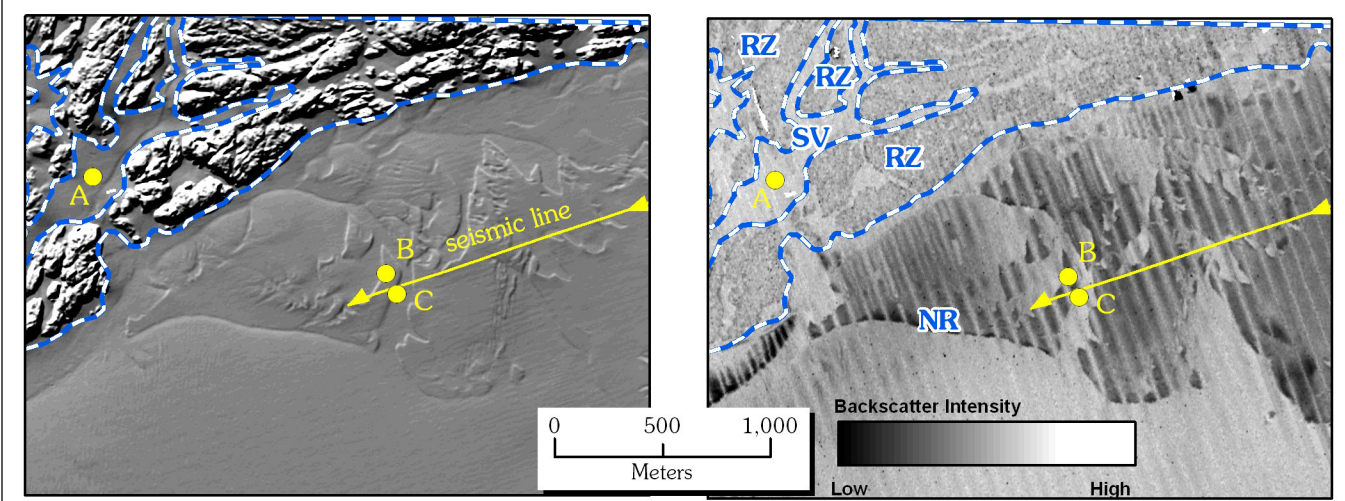 A
B
seismic line
C
RZ
RZ
SV
RZ
A
B
C
NR
0 500 1,000
Meters
Backscatter Intensity
Low High